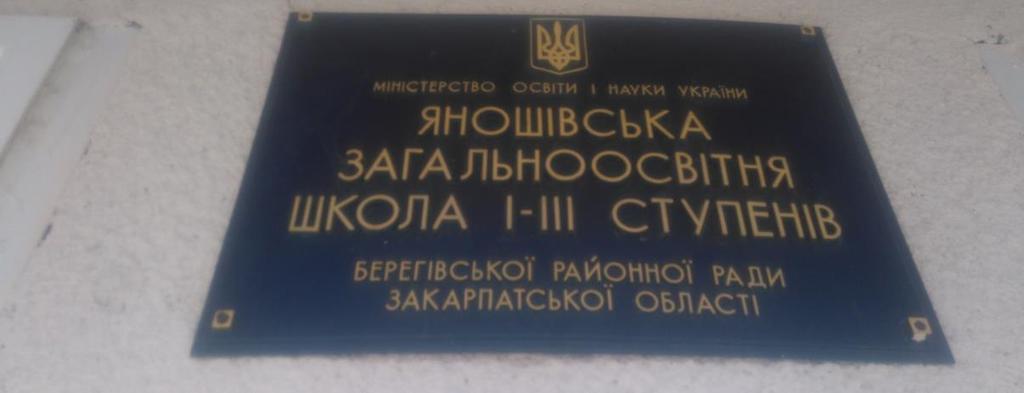 МІНІСТЕРСТВО ОСВІТИ І НАУКИ УКРАЇНИ
ЯНОШІВСЬКА
ЗАГАЛЬНООСВІТНЯ
ШКОЛА І-ІІІ СТУПЕНІВ
БЕРЕГІВСЬКОЇ РАЙОННОЇ РАДИ
ЗАКАРПАТСЬКОЇ ОБЛАСТІ